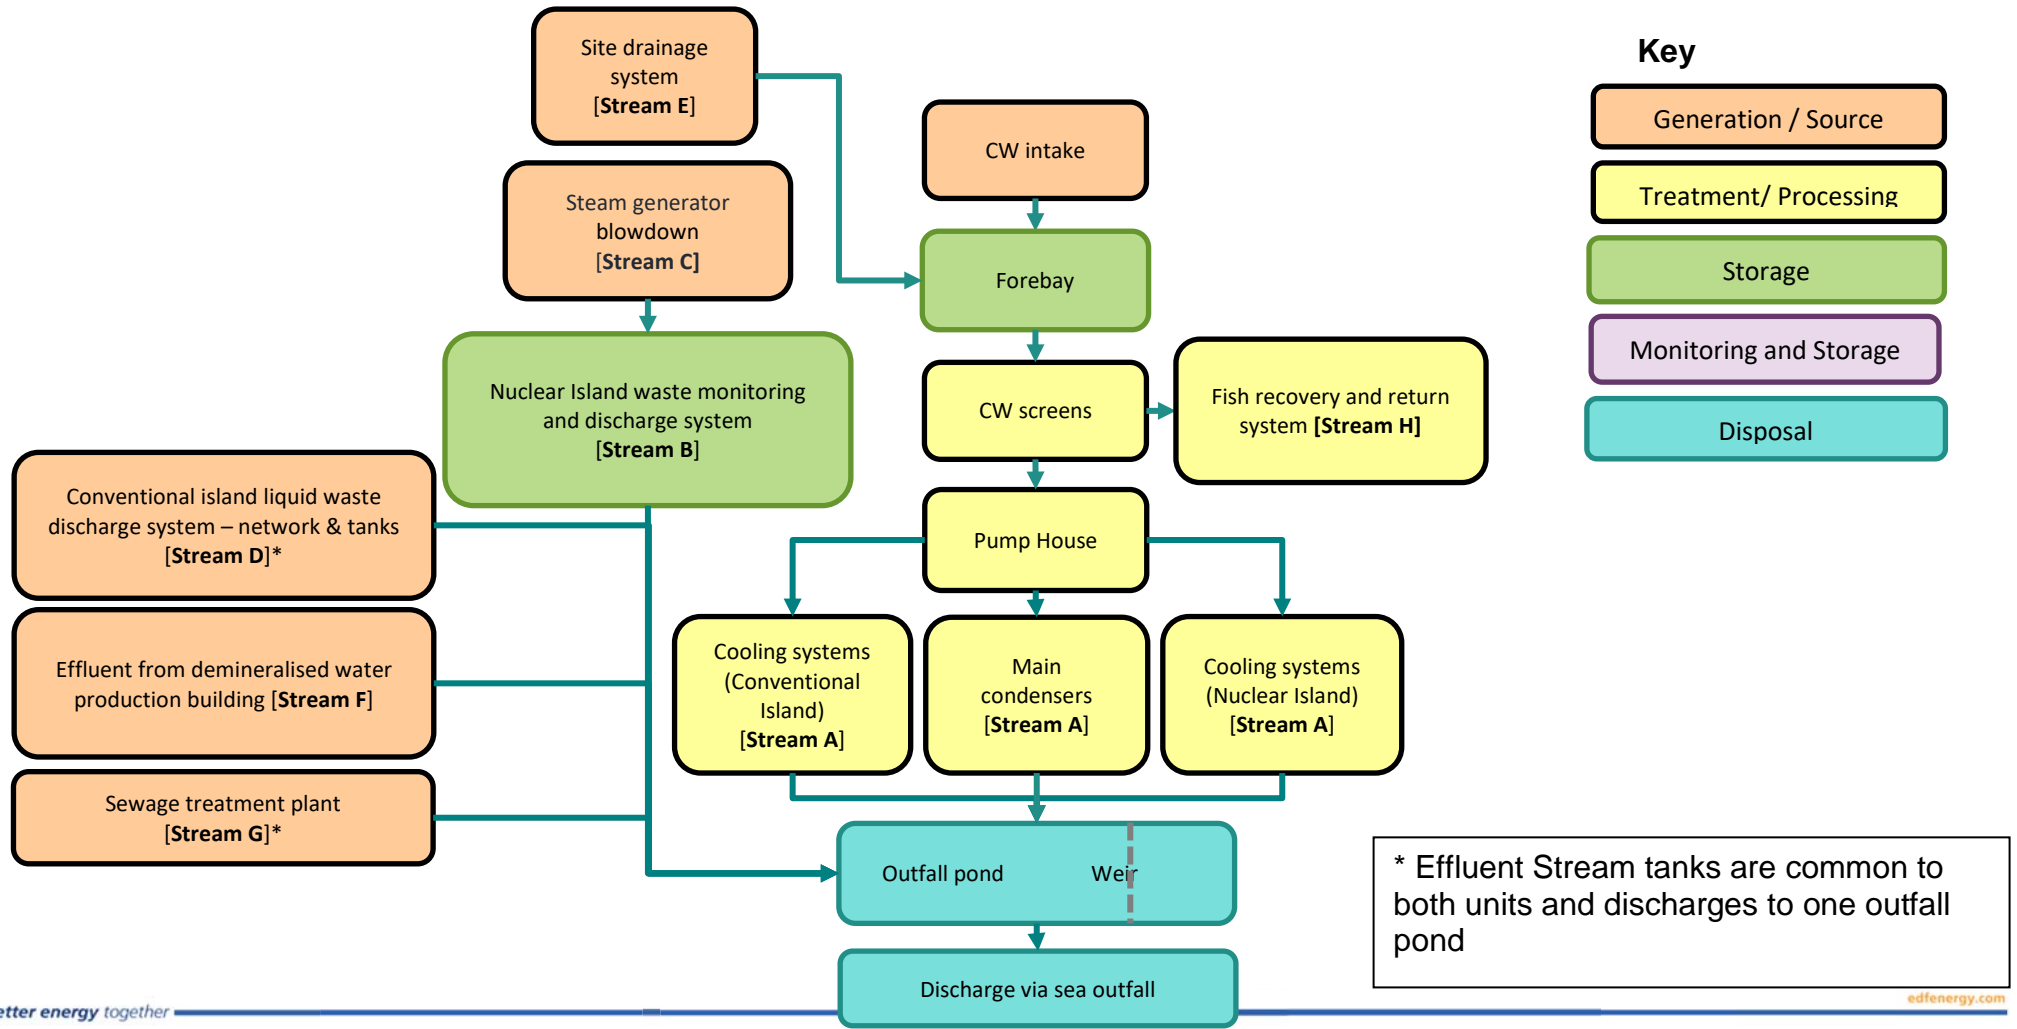 Site drainage
system
[Stream E]
Steam generator
blowdown
[Stream C]
Nuclear Island waste monitoring
and discharge system
[Stream B]
Conventional island liquid waste
discharge system – network & tanks
[Stream D]*
Effluent from demineralised water
production building [Stream F]
Sewage treatment plant
[Stream G]*
CW intake
Forebay
CW screens
Fish recovery and return
system [Stream H]
Pump House
Cooling systems
(Conventional
Island)
[Stream A]
Main
condensers
[Stream A]
Cooling systems
(Nuclear Island)
[Stream A]
Outfall pond Weir
Discharge via sea outfall
Key
Generation / Source
Treatment/ Processing
Storage
Monitoring and Storage
Disposal
* Effluent Stream tanks are common to
both units and discharges to one outfall
pond
etter energy together
edfenergy.com